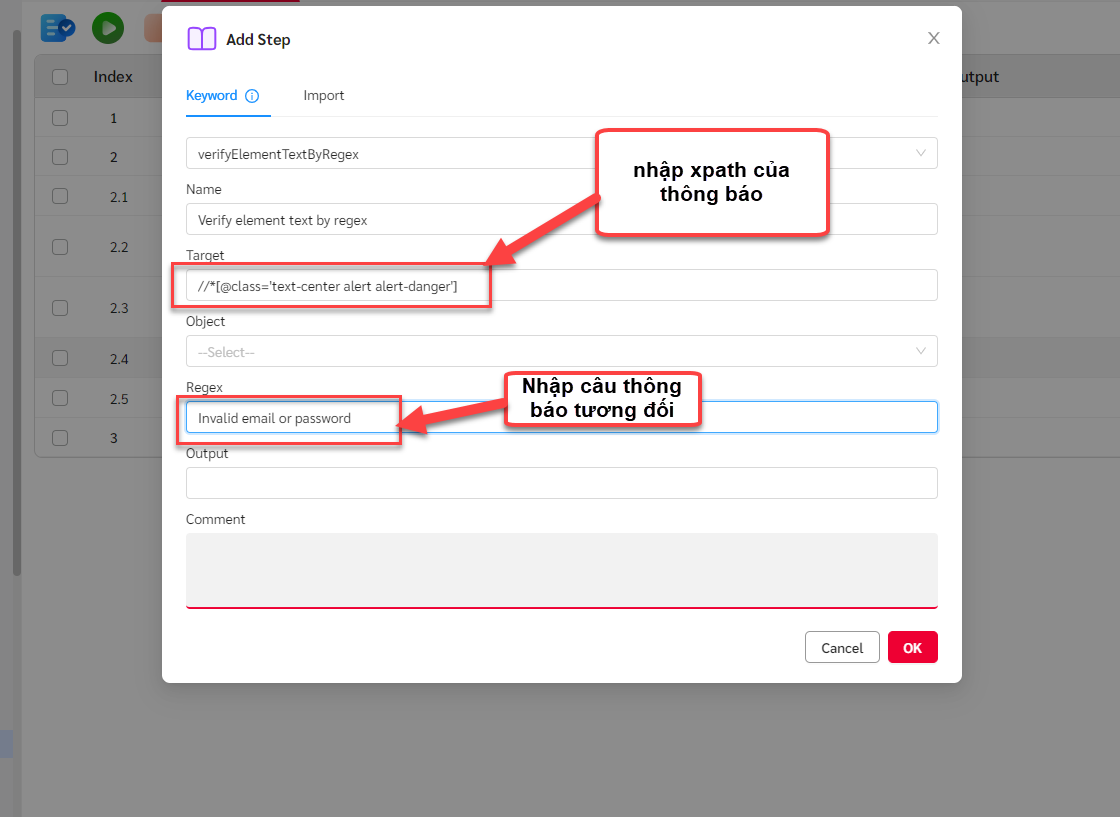 Add Step
Index
utput
Keyword
Import
1
verifyElementTextByRegex
nhập xpath của
thông báo
2
Name
2.1
Verify element text by regex
2.2
Target
//*[@class='text-center alert alert-danger']
2.3
Object
--Select--
2.4
Regex
Nhập câu thông
báo tương đối
2.5
Invalid email or password
3
Output
Comment
Cancel
OK